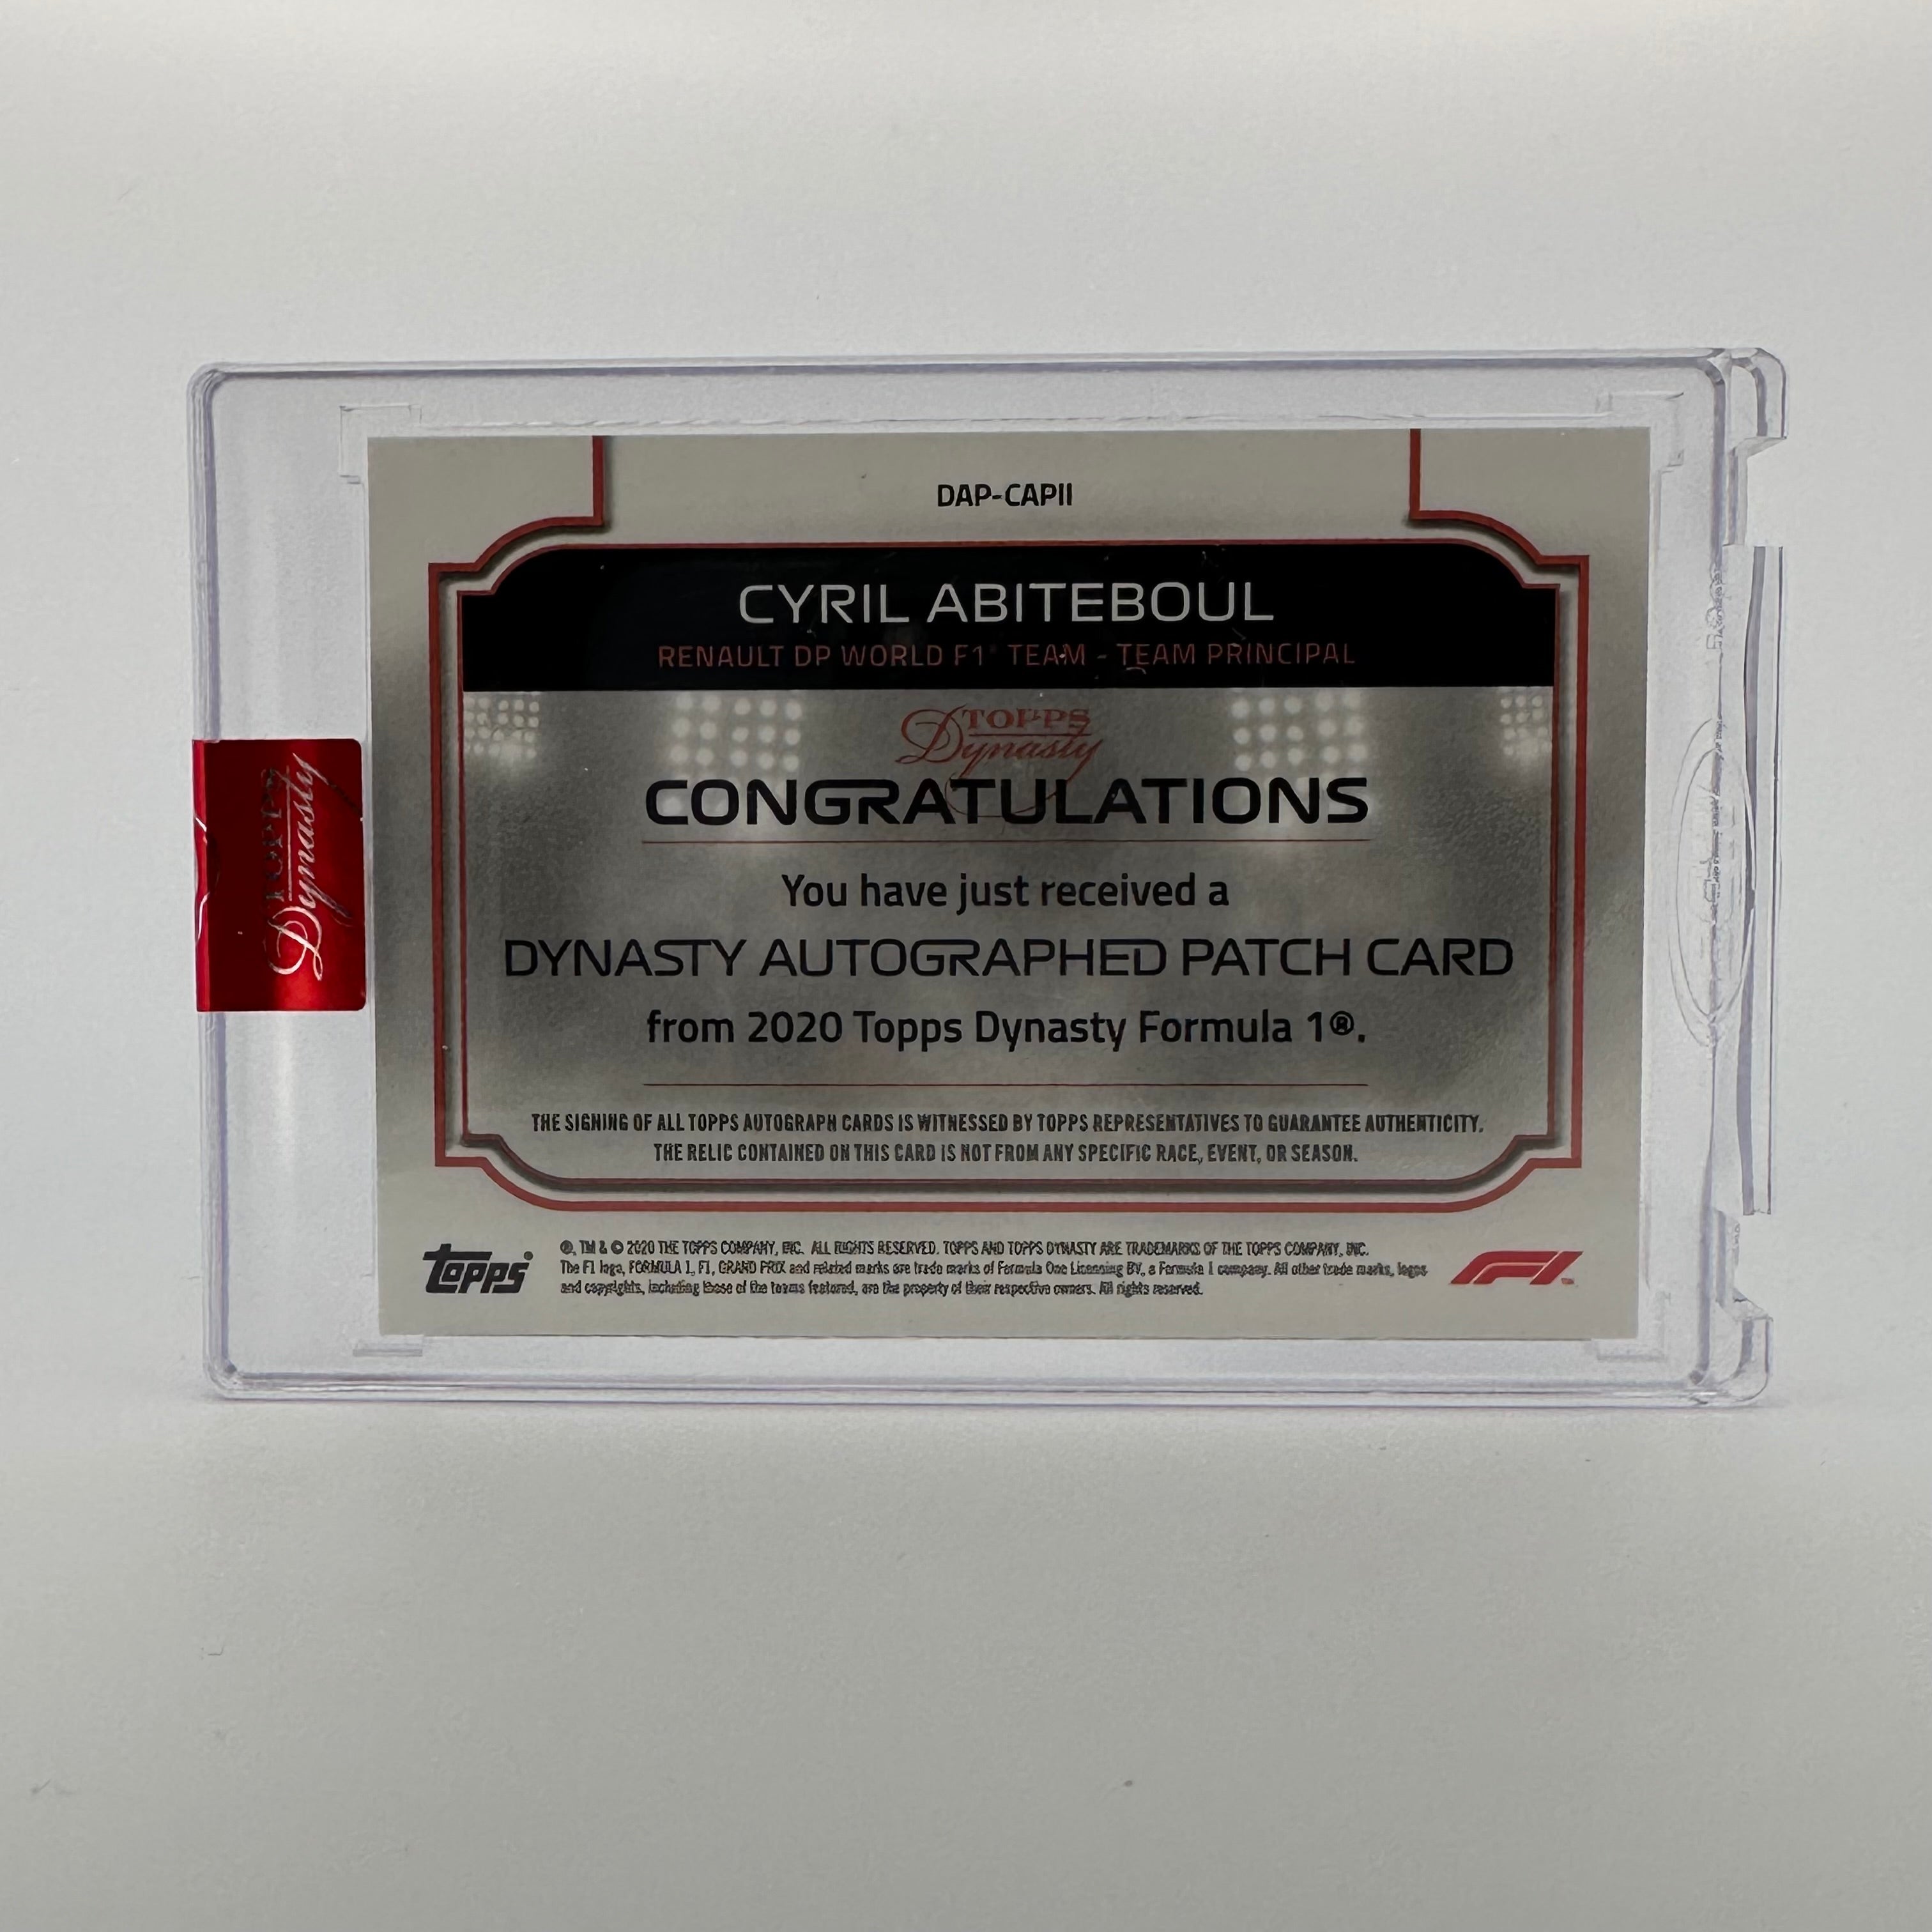 DAP-CAPII
CYRIL ABITEBOUL
RENAULT DP WORLD F1 TEAM - TEAM PRINCIPAL
TOPPS
Dynasty
CONGRATULATIONS
You have just received a
DYNASTY AUTOGRAPHED PATCH CARD
from 2020 Topps Dynasty Formula 1®.
THE SIGNING OF ALL TOPPS AUTOGRAPH CARDS IS WITNESSED BY TOPPS REPRESENTATIVES TO GUARANTEE AUTHENTICITY.
THE RELIC CONTAINED ON THIS CARD IS NOT FROM ANY SPECIFIC RACE, EVENT, OR SEASON.
topps
®, TM & © 2020 THE TOPPS COMPANY, INC. ALL RIGHTS RESERVED. TOPPS AND TOPPS DYNASTY ARE TRADEMARKS OF THE TOPPS COMPANY, INC.
The F1 logo, FORMULA 1, F1, GRAND PRIX and related marks are trade marks of Formula One Licensing BV, a Formula 1 company. All other trade marks, logos
and copyrights, including those of the teams featured, are the property of their respective owners. All rights reserved.
F1
TOPPS
Dynasty